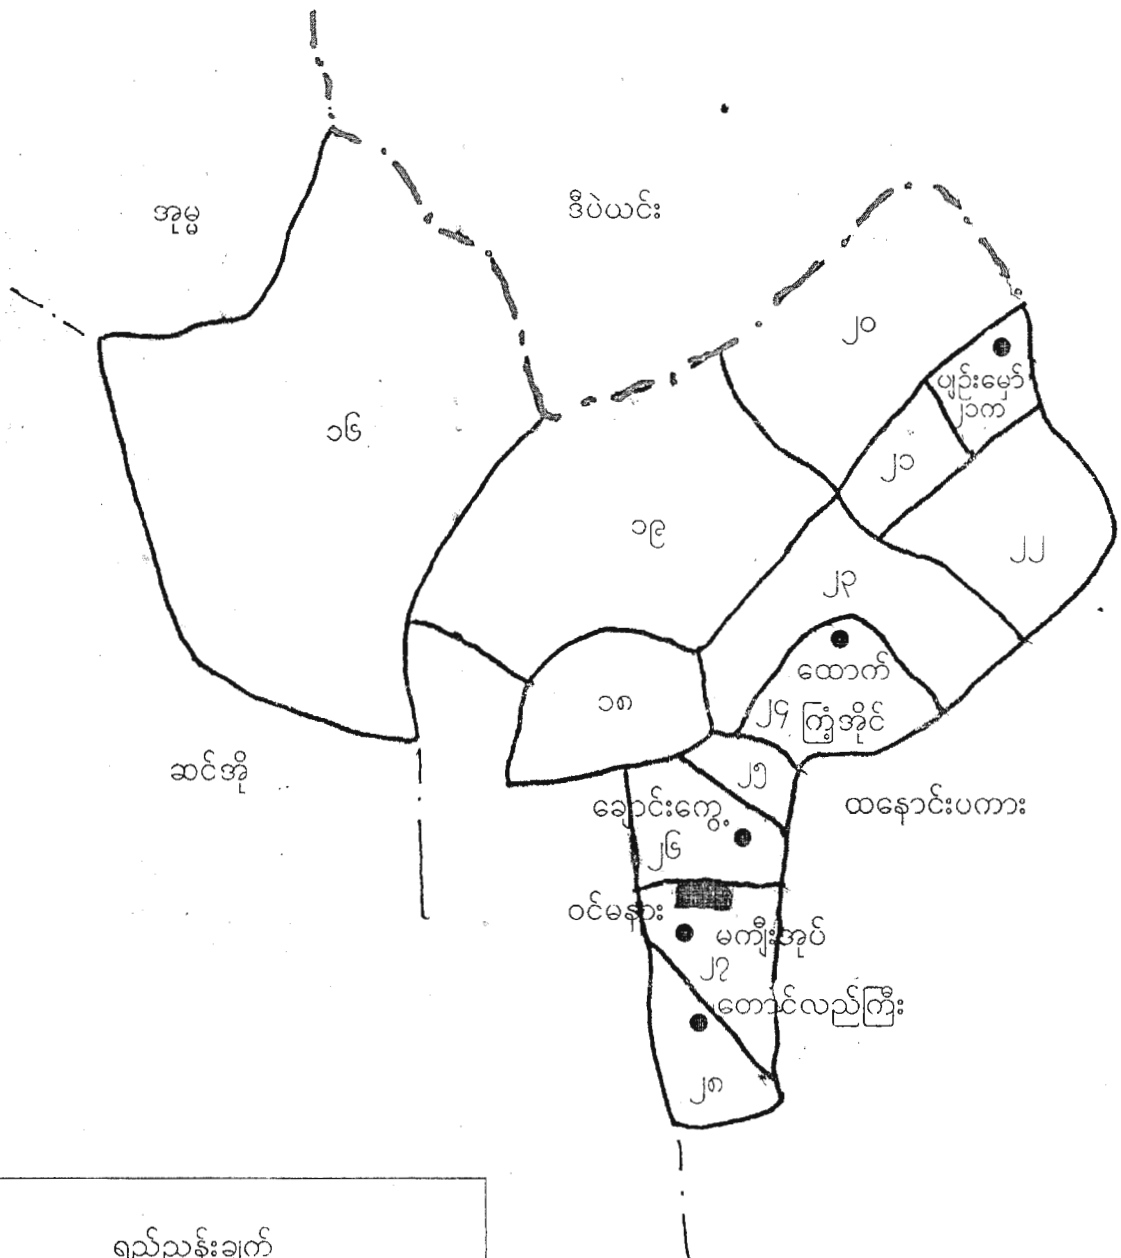 အုမ္မ
ဒီပဲယင်း
၂၀
ပျဉ်းမှော်
၂၁က
၁၆
၂၁
၁၉
၂၂
၂၃
ထောက်
၂၄ ကြံ့အိုင်
၁၈
ဆင်အို
၂၅
ထနောင်းပကား
ချောင်းကွေ့
၂၆
ဝင်မနား
မကျီးအုပ်
၂၇
တောင်လည်ကြီး
၂၈
ရည်ညွှန်းချက်